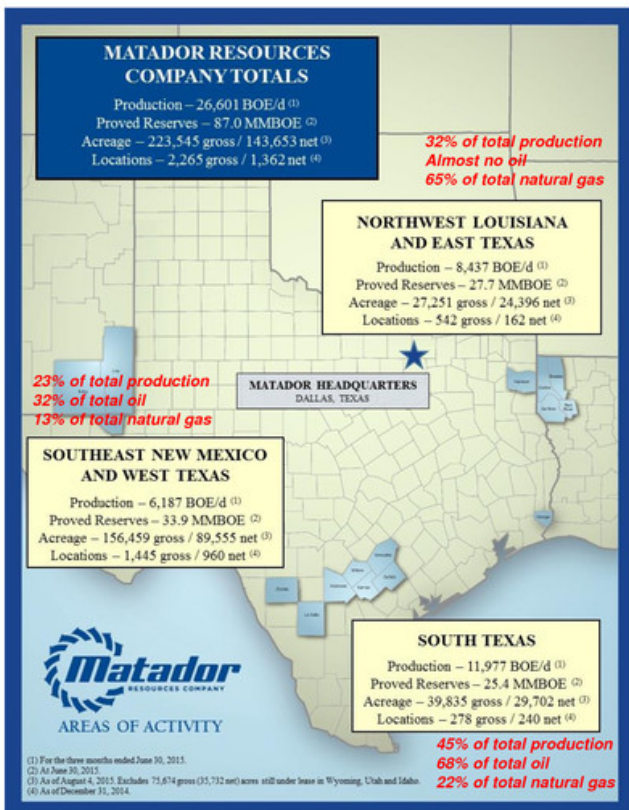 MATADOR RESOURCES
COMPANY TOTALS
Production – 26,601 BOE/d (1)
Proved Reserves – 87.0 MMBOE (2)
Acreage – 223,545 gross / 143,653 net (3)
Locations – 2,265 gross / 1,362 net (4)
32% of total production
Almost no oil
65% of total natural gas
NORTHWEST LOUISIANA
AND EAST TEXAS
Production – 8,437 BOE/d (1)
Proved Reserves – 27.7 MMBOE (2)
Acreage – 27,251 gross / 24,396 net (3)
Locations – 542 gross / 162 net (4)
MATADOR HEADQUARTERS
DALLAS, TEXAS
23% of total production
32% of total oil
13% of total natural gas
SOUTHEAST NEW MEXICO
AND WEST TEXAS
Production – 6,187 BOE/d (1)
Proved Reserves – 33.9 MMBOE (2)
Acreage – 156,459 gross / 89,555 net (3)
Locations – 1,445 gross / 960 net (4)
La Salle
SOUTH TEXAS
Production – 11,977 BOE/d (1)
Proved Reserves – 25.4 MMBOE (2)
Acreage – 39,835 gross / 29,702 net (3)
Locations – 278 gross / 240 net (4)
Matador
RESOURCES COMPANY
AREAS OF ACTIVITY
45% of total production
68% of total oil
22% of total natural gas
(1) For the three months ended June 30, 2015.
(2) At June 30, 2015.
(3) As of August 4, 2015. Excludes 75,674 gross (35,732 net) acres still under lease in Wyoming, Utah and Idaho.
(4) As of December 31, 2014.